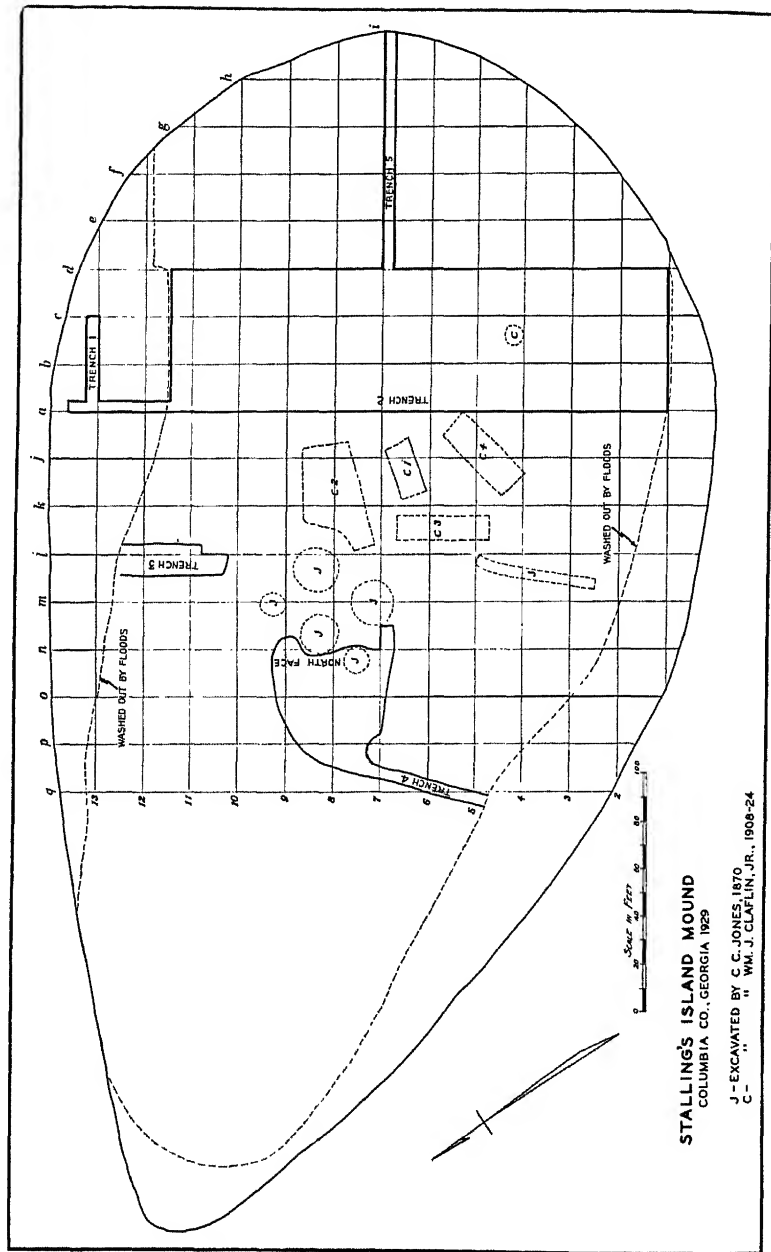 i
h
g
f
e
d
c
b
a
j
k
i
m
n
o
p
q
13
12
11
10
9
8
7
6
5
4
3
2
TRENCH 1
TRENCH 2
TRENCH 3
TRENCH 4
TRENCH 5
C
C 1
C 2
C 3
C 4
J
J
J
J
J
J
NORTH FACE
WASHED OUT BY FLOODS
WASHED OUT BY FLOODS
SCALE IN FEET
0 20 40 60 80 100
STALLING'S ISLAND MOUND
COLUMBIA CO., GEORGIA 1929
J - EXCAVATED BY C C. JONES, 1870
C - " " WM. J. CLAFLIN, JR., 1908-24